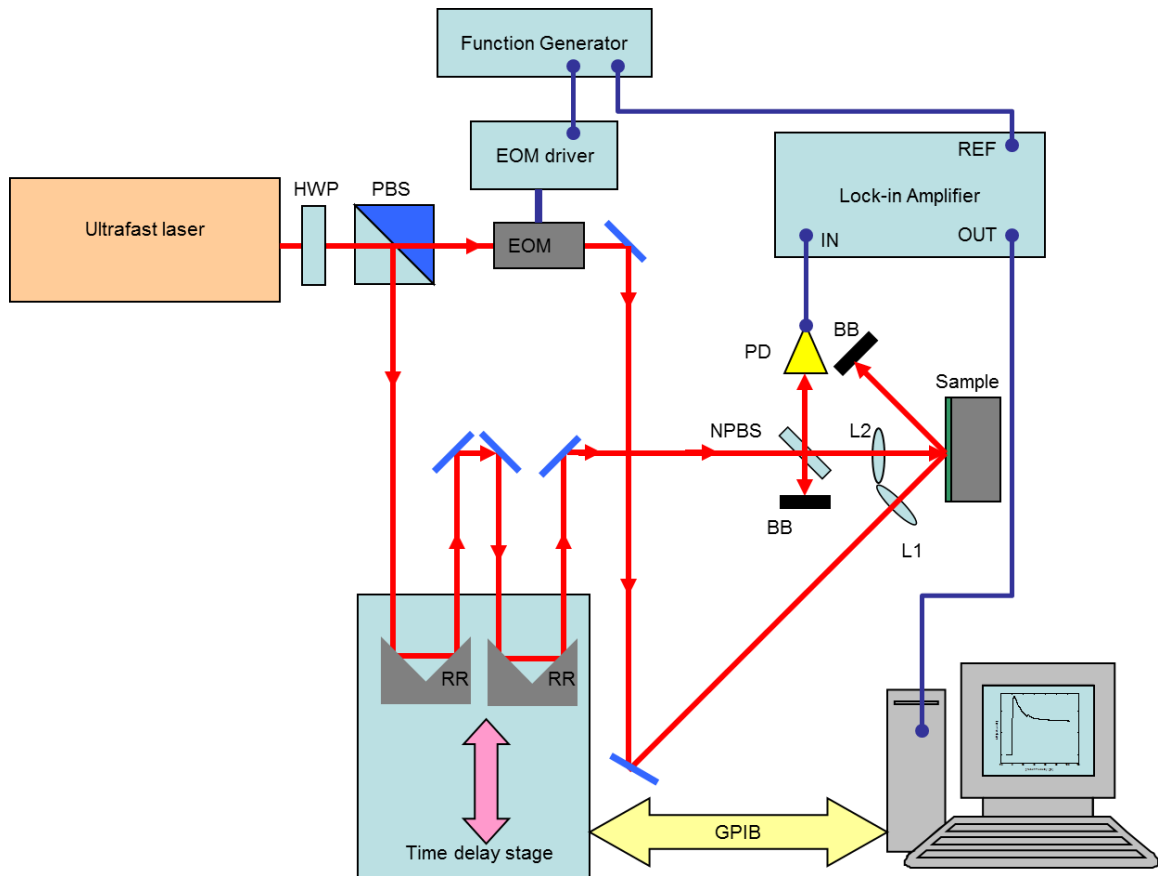 Function Generator
EOM driver
REF
Lock-in Amplifier
IN
OUT
HWP
PBS
Ultrafast laser
EOM
BB
PD
Sample
NPBS
L2
BB
L1
RR
RR
GPIB
Time delay stage